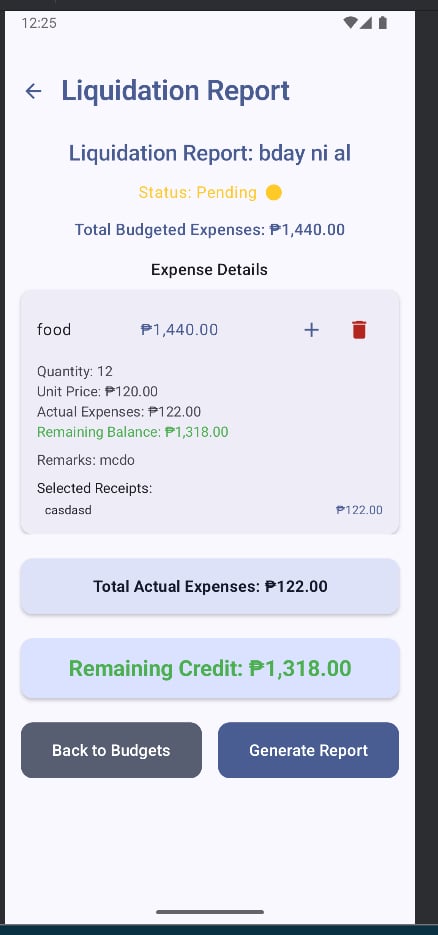 12:25
Liquidation Report
Liquidation Report: bday ni al
Status: Pending
Total Budgeted Expenses: ₱1,440.00
Expense Details
food ₱1,440.00 +
Quantity: 12
Unit Price: ₱120.00
Actual Expenses: ₱122.00
Remaining Balance: ₱1,318.00
Remarks: mcdo
Selected Receipts:
casdasd ₱122.00
Total Actual Expenses: ₱122.00
Remaining Credit: ₱1,318.00
Back to Budgets Generate Report